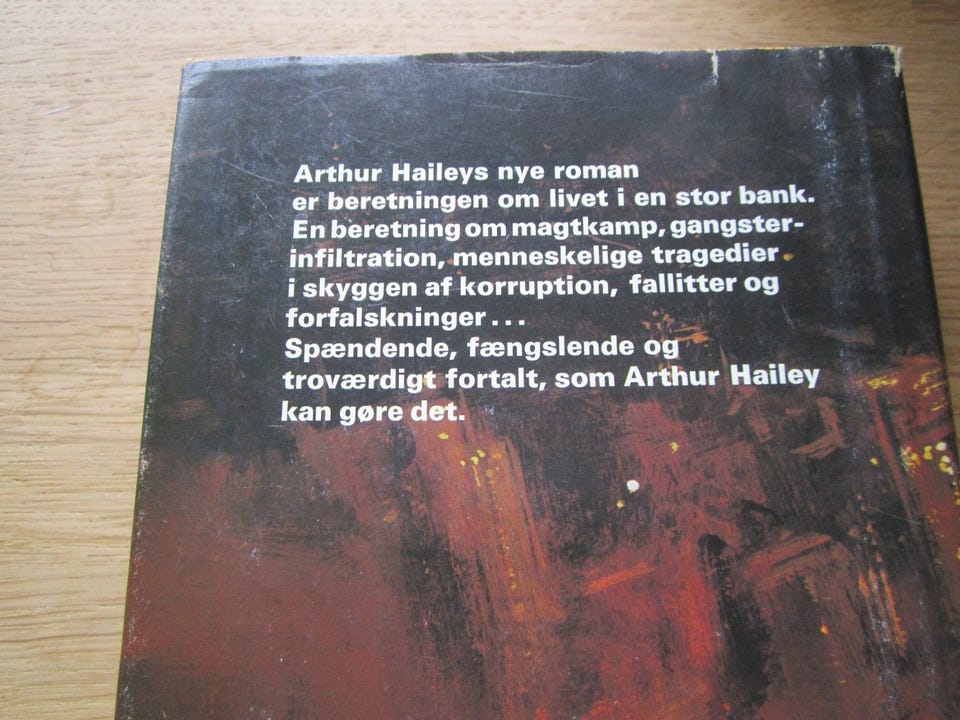 Arthur Haileys nye roman
er beretningen om livet i en stor bank.
En beretning om magtkamp, gangster-
infiltration, menneskelige tragedier
i skyggen af korruption, fallitter og
forfalskninger...
Spændende, fængslende og
troværdigt fortalt, som Arthur Hailey
kan gøre det.